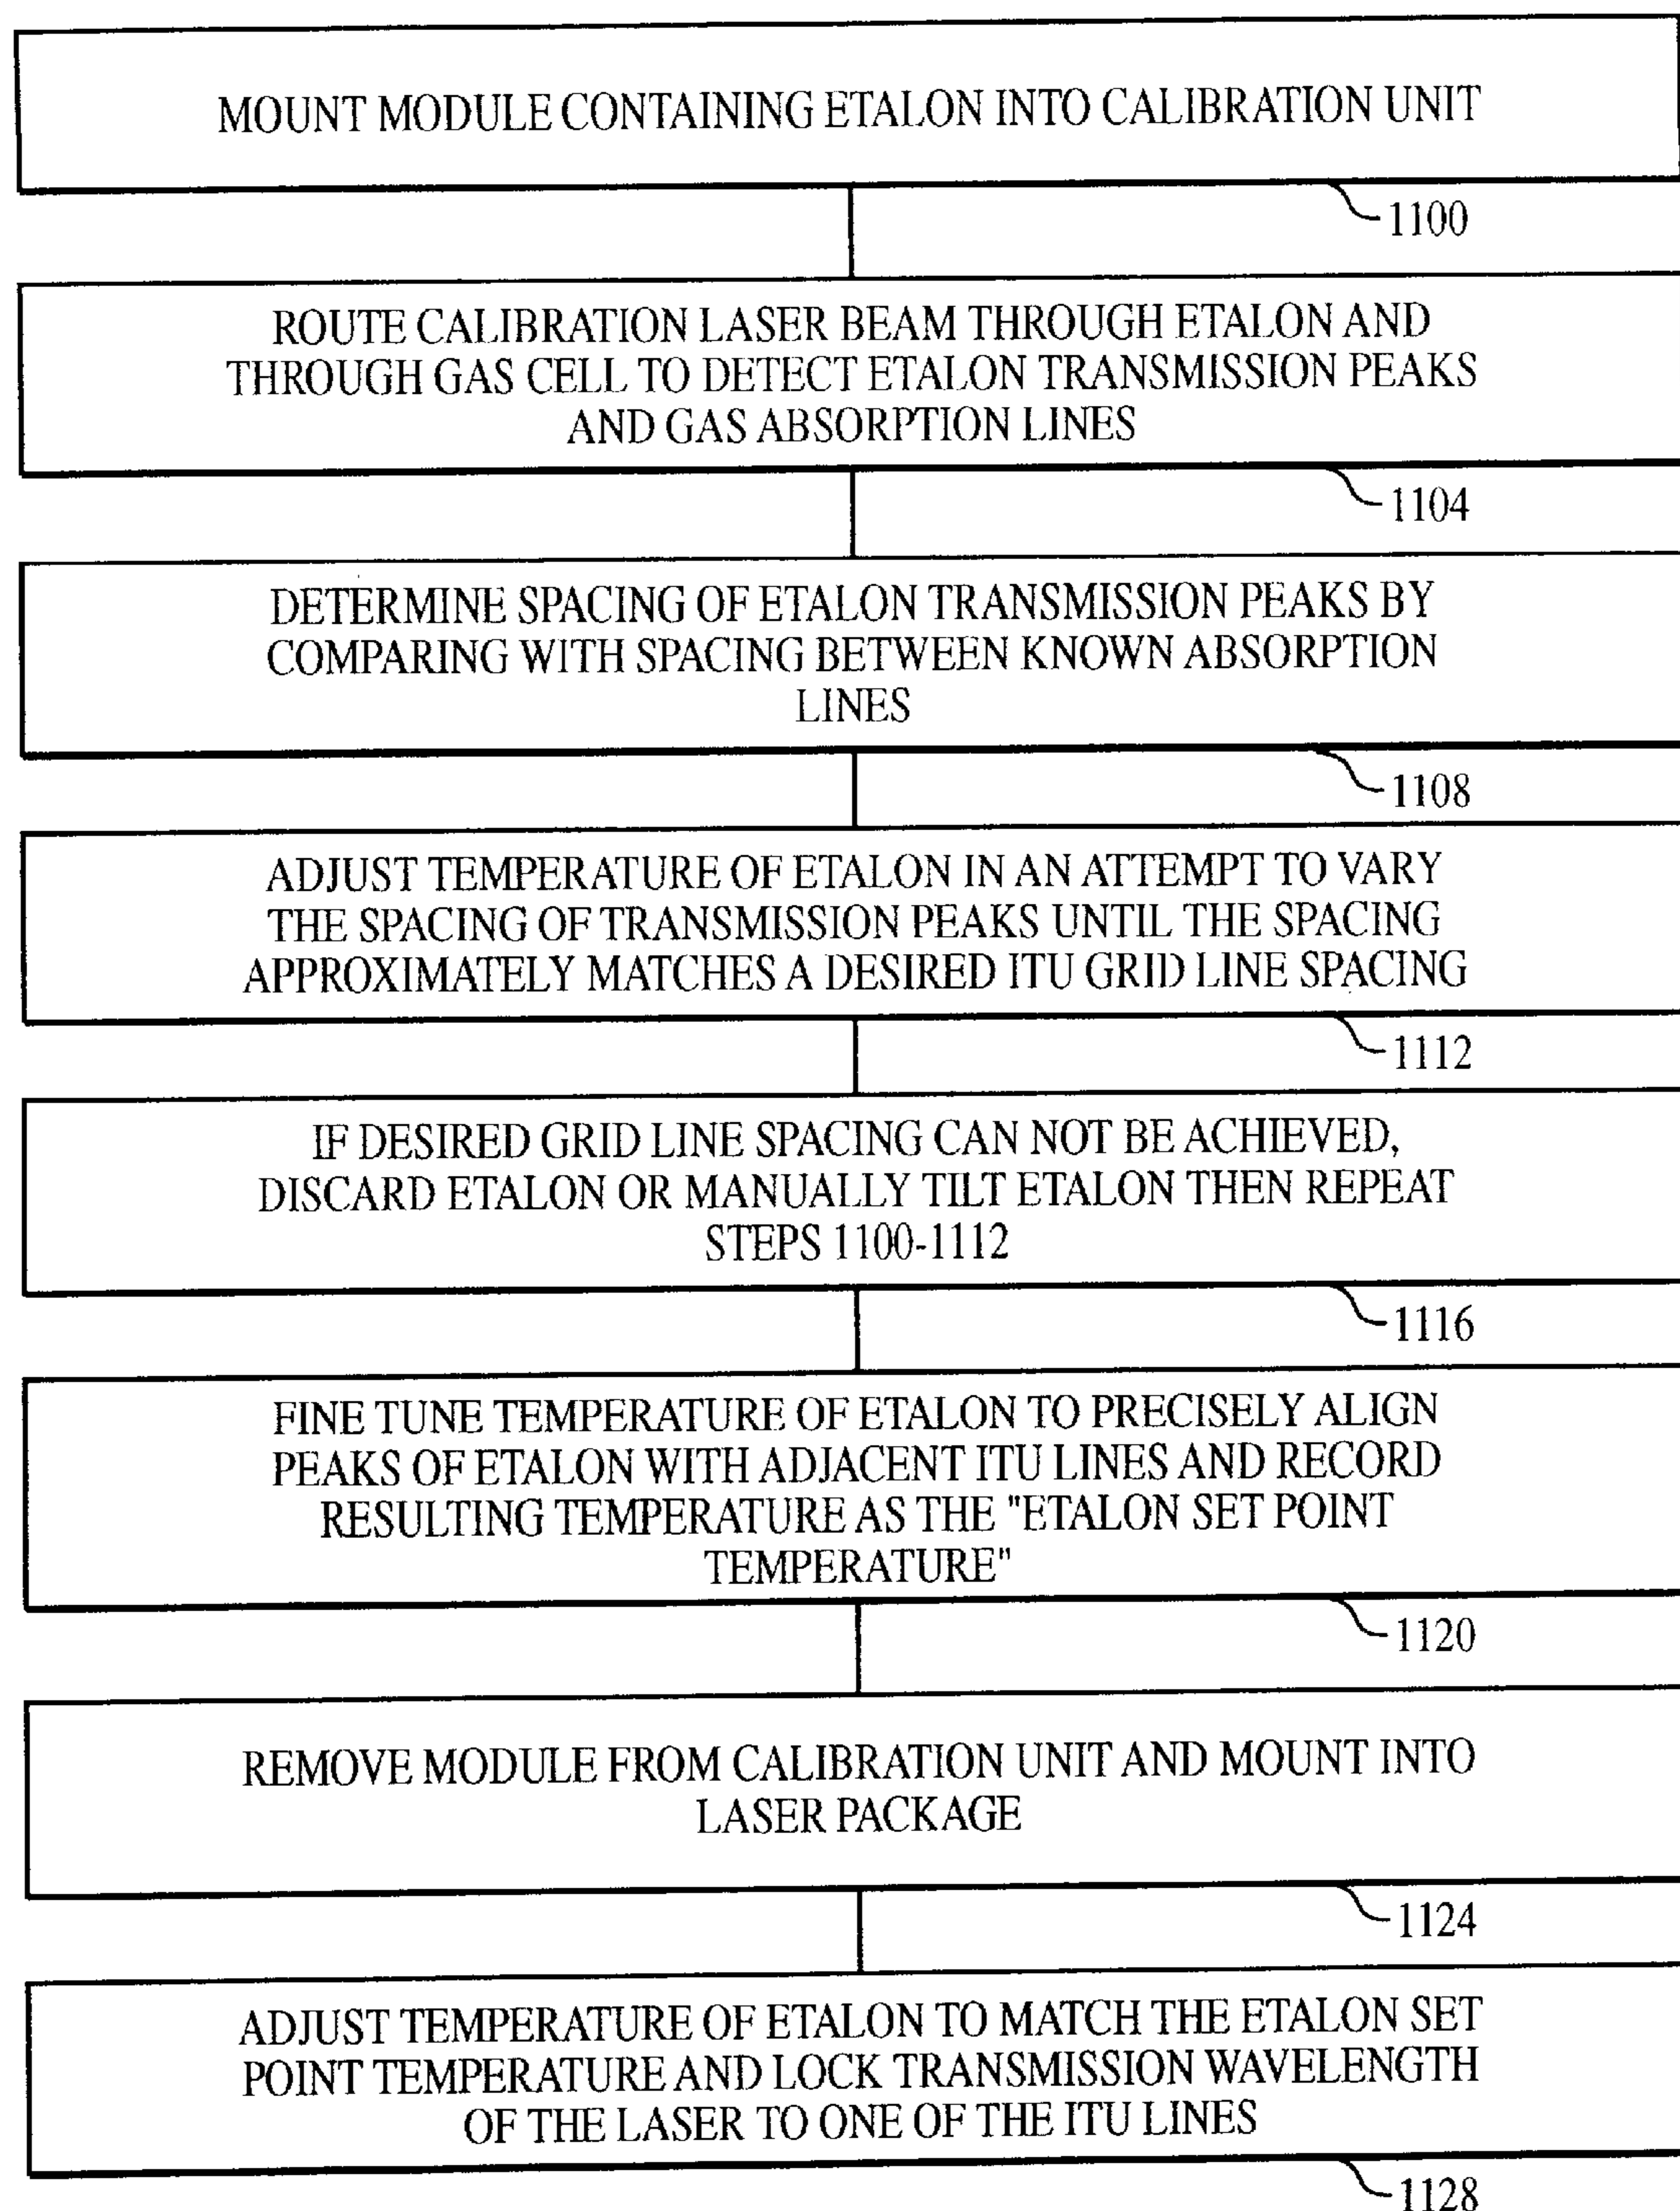 MOUNT MODULE CONTAINING ETALON INTO CALIBRATION UNIT
1100
ROUTE CALIBRATION LASER BEAM THROUGH ETALON AND
THROUGH GAS CELL TO DETECT ETALON TRANSMISSION PEAKS
AND GAS ABSORPTION LINES
1104
DETERMINE SPACING OF ETALON TRANSMISSION PEAKS BY
COMPARING WITH SPACING BETWEEN KNOWN ABSORPTION
LINES
1108
ADJUST TEMPERATURE OF ETALON IN AN ATTEMPT TO VARY
THE SPACING OF TRANSMISSION PEAKS UNTIL THE SPACING
APPROXIMATELY MATCHES A DESIRED ITU GRID LINE SPACING
1112
IF DESIRED GRID LINE SPACING CAN NOT BE ACHIEVED,
DISCARD ETALON OR MANUALLY TILT ETALON THEN REPEAT
STEPS 1100-1112
1116
FINE TUNE TEMPERATURE OF ETALON TO PRECISELY ALIGN
PEAKS OF ETALON WITH ADJACENT ITU LINES AND RECORD
RESULTING TEMPERATURE AS THE "ETALON SET POINT
TEMPERATURE"
1120
REMOVE MODULE FROM CALIBRATION UNIT AND MOUNT INTO
LASER PACKAGE
1124
ADJUST TEMPERATURE OF ETALON TO MATCH THE ETALON SET
POINT TEMPERATURE AND LOCK TRANSMISSION WAVELENGTH
OF THE LASER TO ONE OF THE ITU LINES
1128